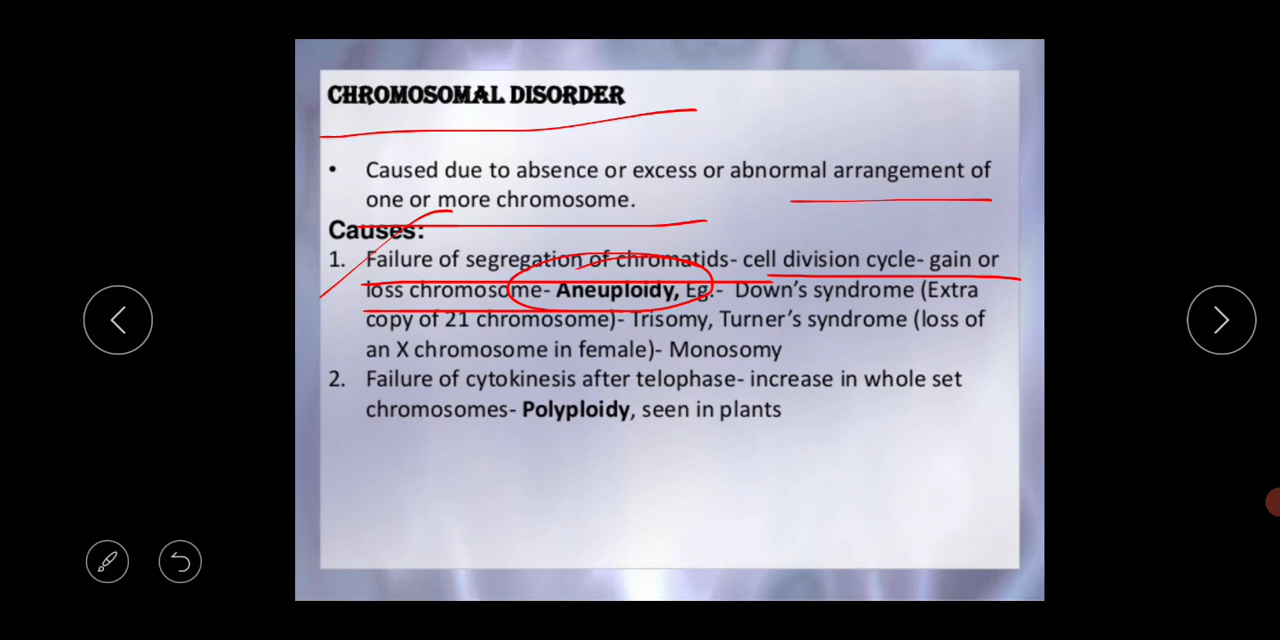 CHROMOSOMAL DISORDER
• Caused due to absence or excess or abnormal arrangement of
one or more chromosome.
Causes:
1. Failure of segregation of chromatids- cell division cycle- gain or
loss chromosome- Aneuploidy, Eg.- Down's syndrome (Extra
copy of 21 chromosome)- Trisomy, Turner's syndrome (loss of
an X chromosome in female)- Monosomy
2. Failure of cytokinesis after telophase- increase in whole set
chromosomes- Polyploidy, seen in plants